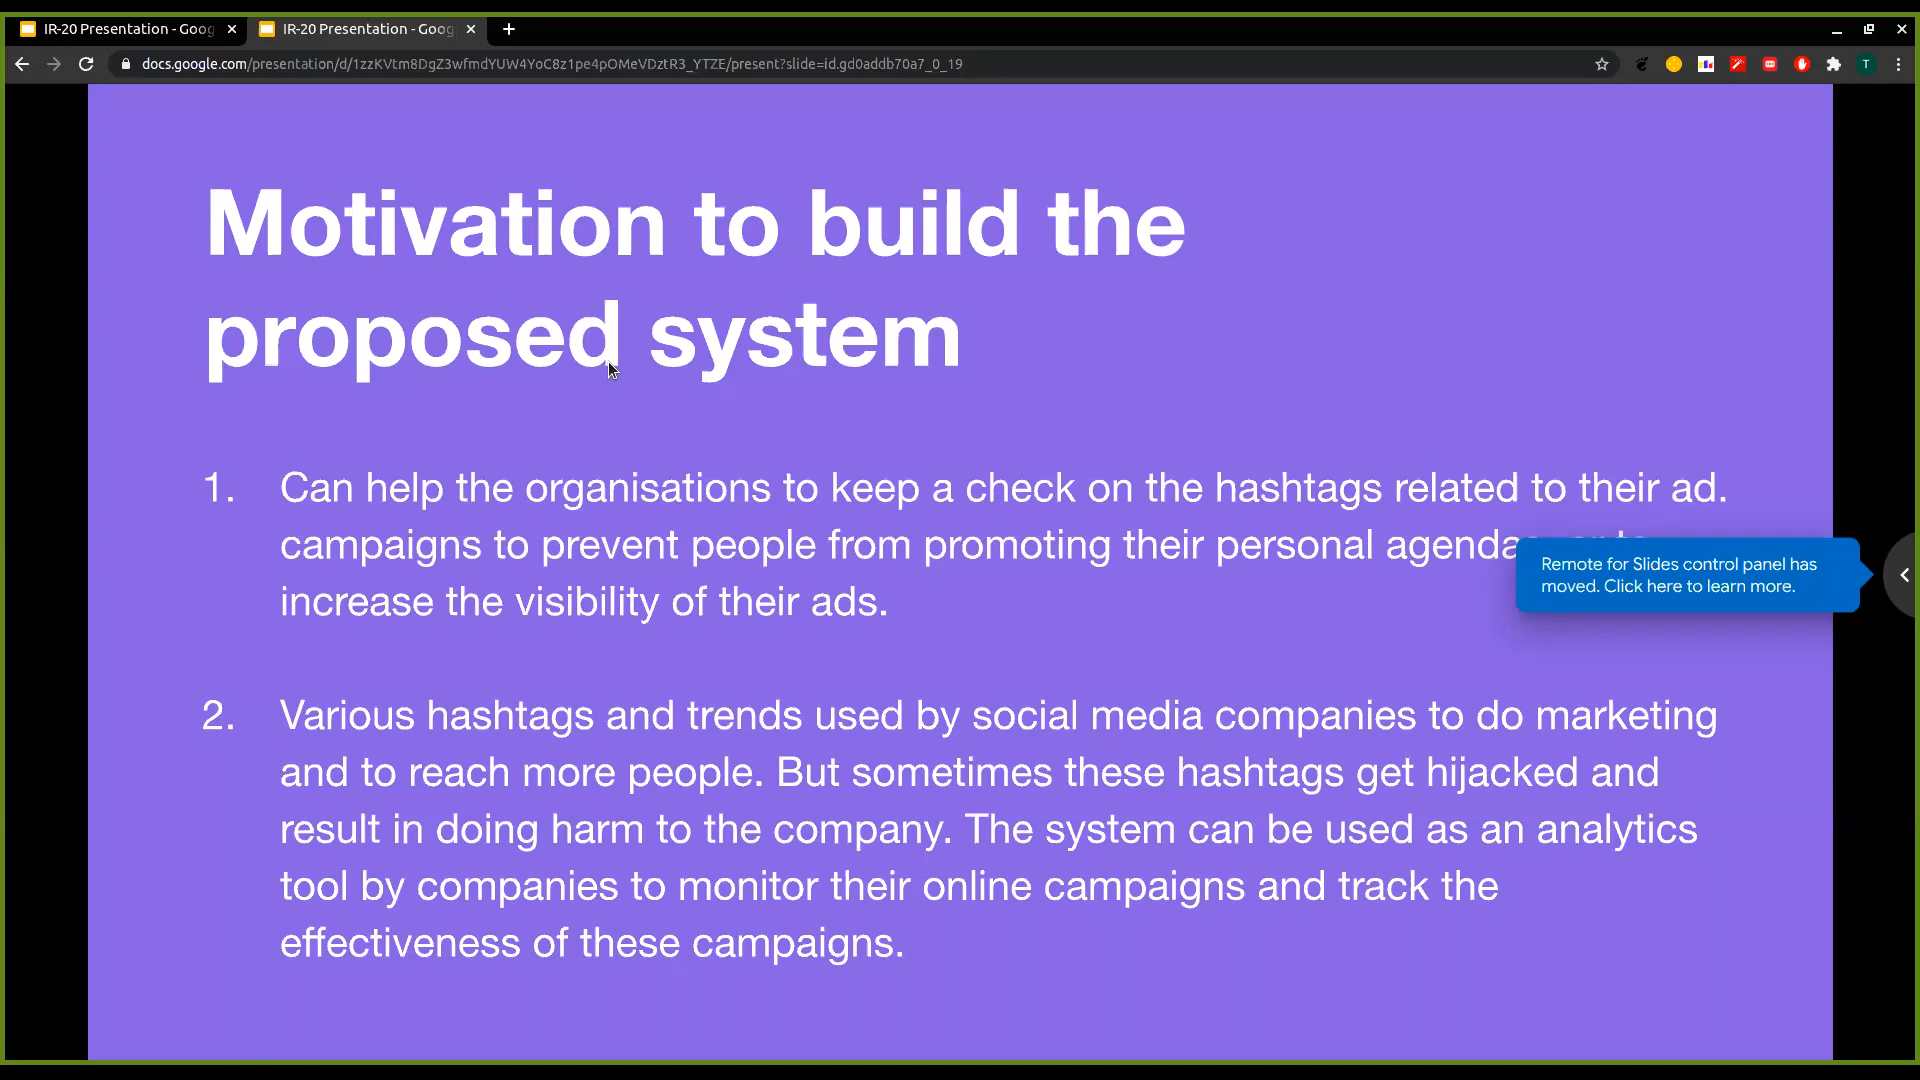 IR-20 Presentation - Goog
IR-20 Presentation - Goog
docs.google.com/presentation/d/1zzKVtm8DgZ3wfmdYUW4YoC8z1pe4pOMeVDztR3_YTZE/present?slide=id.gd0addb70a7_0_19
T
Motivation to build the
proposed system
1. Can help the organisations to keep a check on the hashtags related to their ad.
campaigns to prevent people from promoting their personal agendas
increase the visibility of their ads.
Remote for Slides control panel has
moved. Click here to learn more.
2. Various hashtags and trends used by social media companies to do marketing
and to reach more people. But sometimes these hashtags get hijacked and
result in doing harm to the company. The system can be used as an analytics
tool by companies to monitor their online campaigns and track the
effectiveness of these campaigns.